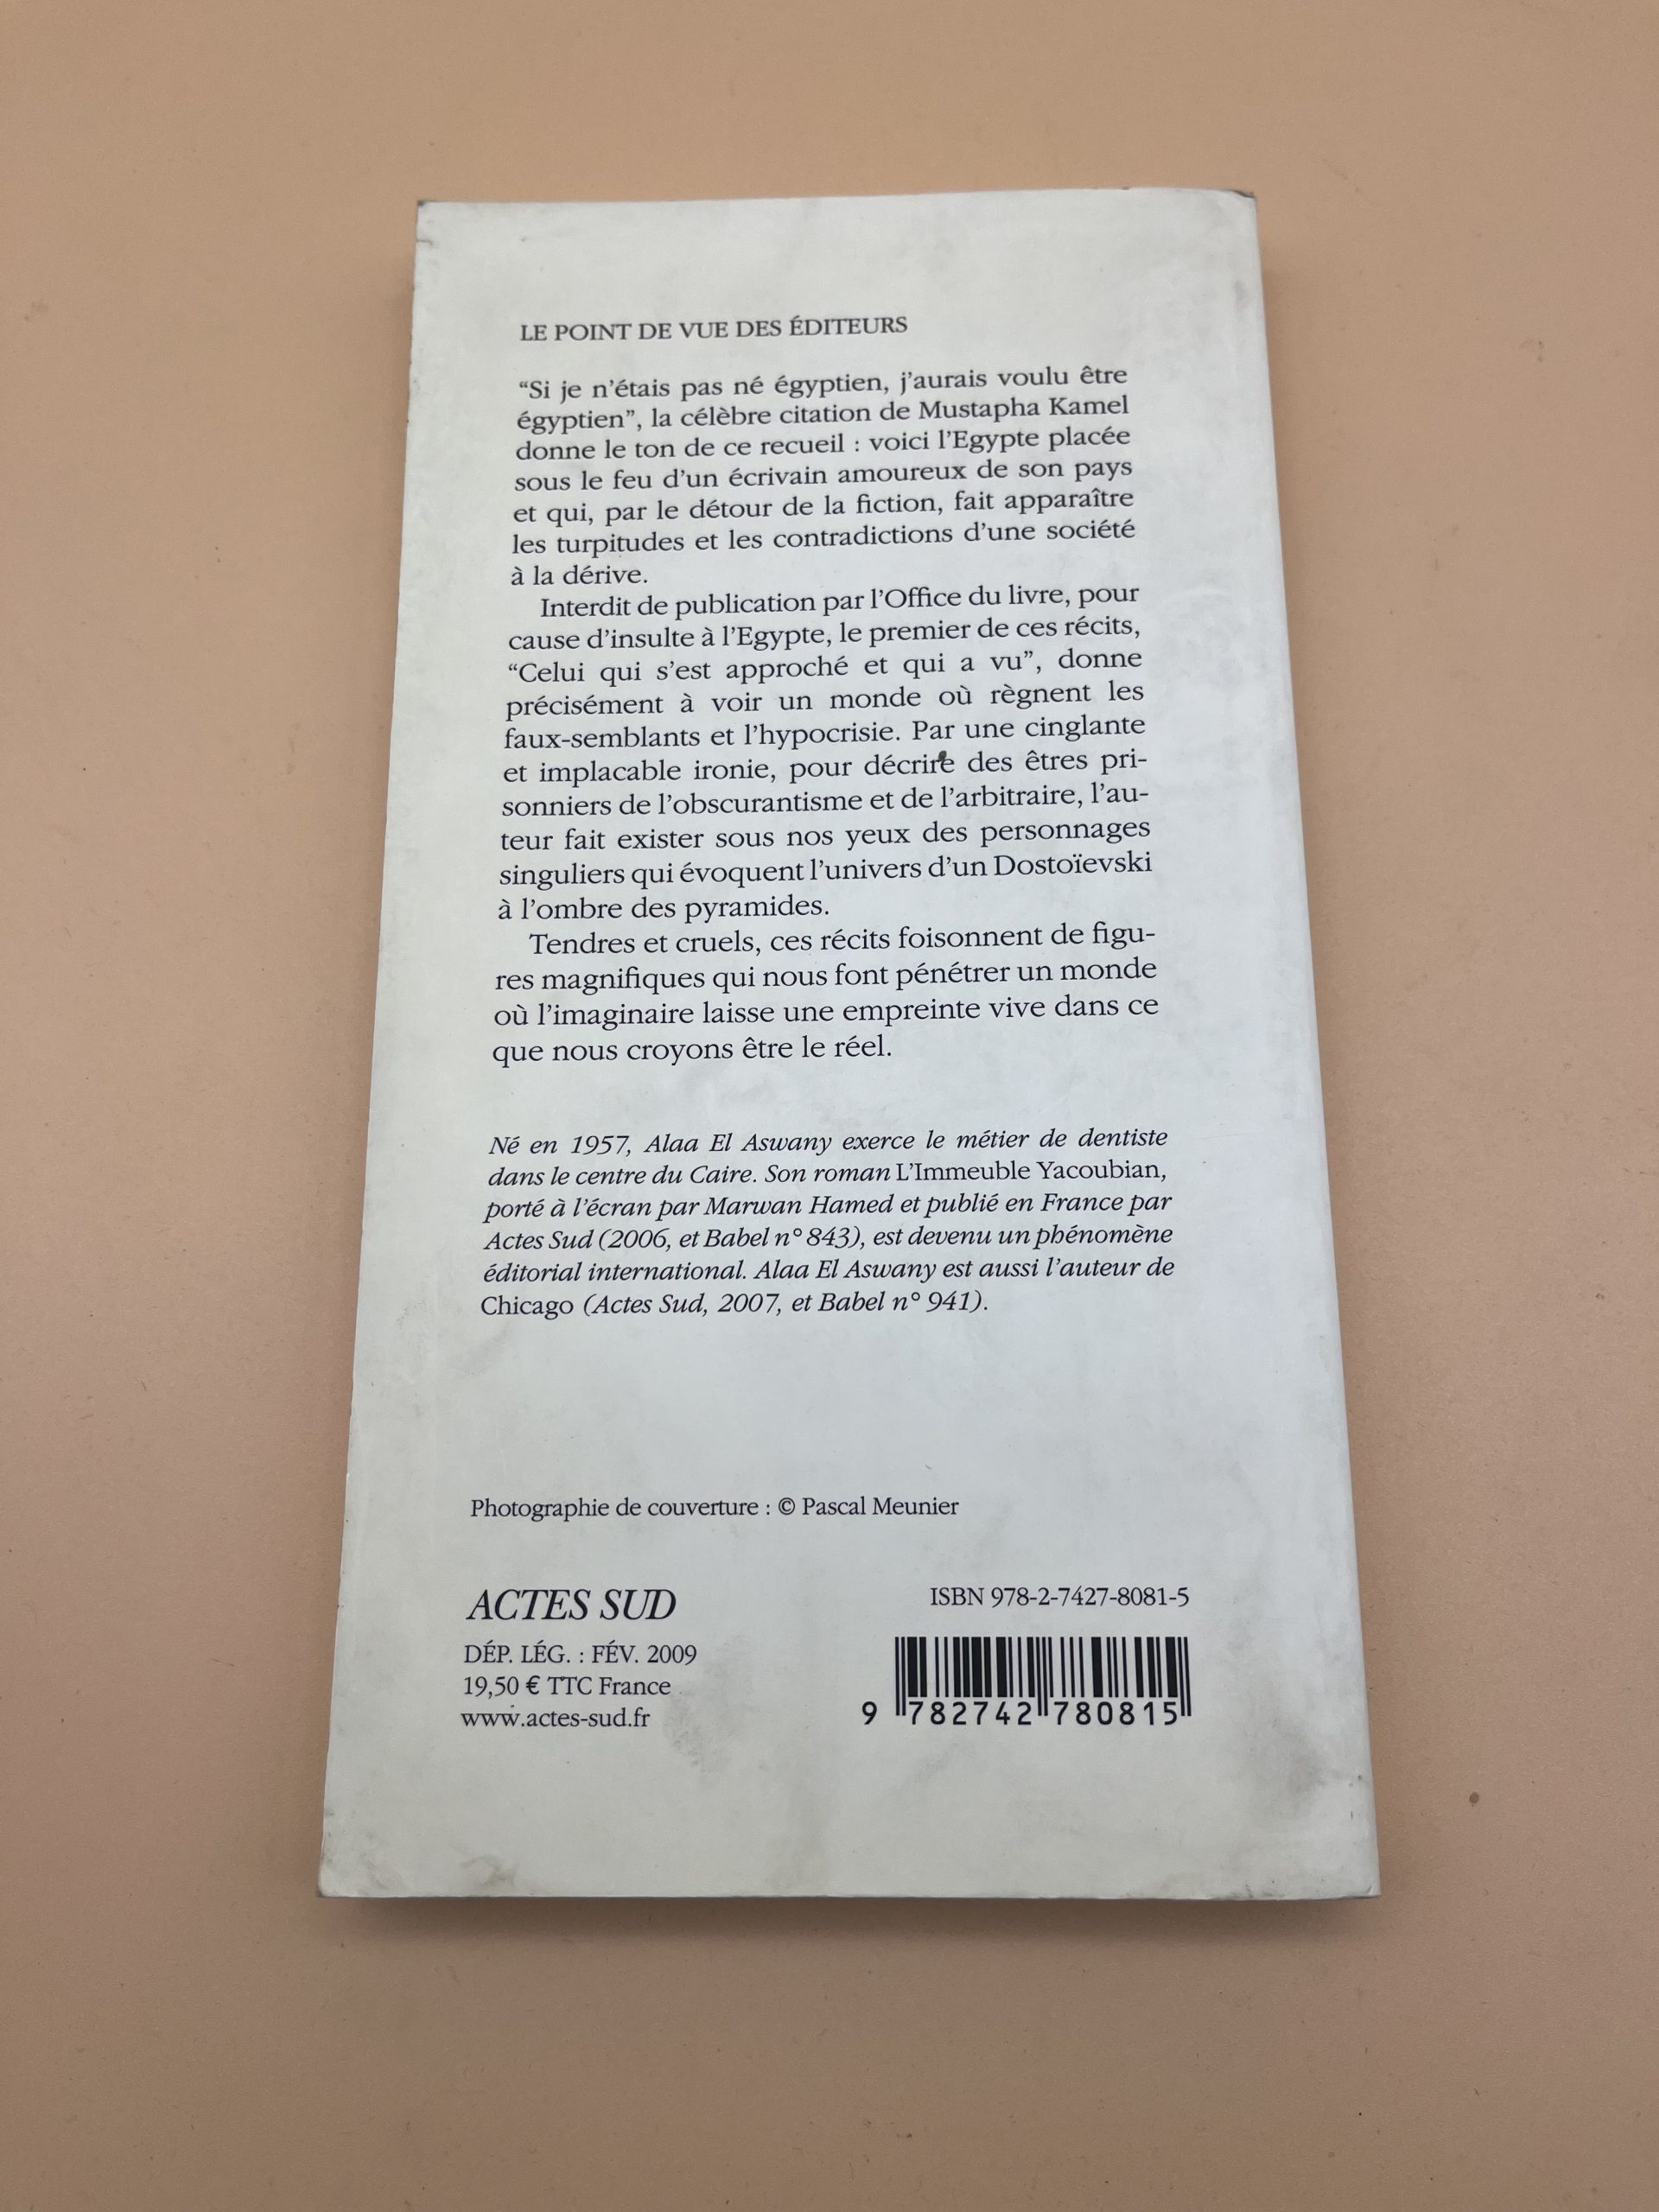 LE POINT DE VUE DES ÉDITEURS
“Si je n’étais pas né égyptien, j’aurais voulu être
égyptien”, la célèbre citation de Mustapha Kamel
donne le ton de ce recueil : voici l’Egypte placée
sous le feu d’un écrivain amoureux de son pays
et qui, par le détour de la fiction, fait apparaître
les turpitudes et les contradictions d’une société
à la dérive.
Interdit de publication par l’Office du livre, pour
cause d’insulte à l’Egypte, le premier de ces récits,
“Celui qui s’est approché et qui a vu”, donne
précisément à voir un monde où règnent les
faux-semblants et l’hypocrisie. Par une cinglante
et implacable ironie, pour décrire des êtres pri-
sonniers de l’obscurantisme et de l’arbitraire, l’au-
teur fait exister sous nos yeux des personnages
singuliers qui évoquent l’univers d’un Dostoïevski
à l’ombre des pyramides.
Tendres et cruels, ces récits foisonnent de figu-
res magnifiques qui nous font pénétrer un monde
où l’imaginaire laisse une empreinte vive dans ce
que nous croyons être le réel.
Né en 1957, Alaa El Aswany exerce le métier de dentiste
dans le centre du Caire. Son roman L’Immeuble Yacoubian,
porté à l’écran par Marwan Hamed et publié en France par
Actes Sud (2006, et Babel n° 843), est devenu un phénomène
éditorial international. Alaa El Aswany est aussi l’auteur de
Chicago (Actes Sud, 2007, et Babel n° 941).
Photographie de couverture : © Pascal Meunier
ACTES SUD
DÉP. LÉG. : FÉV. 2009
19,50 € TTC France
www.actes-sud.fr
ISBN 978-2-7427-8081-5
9 782742 780815